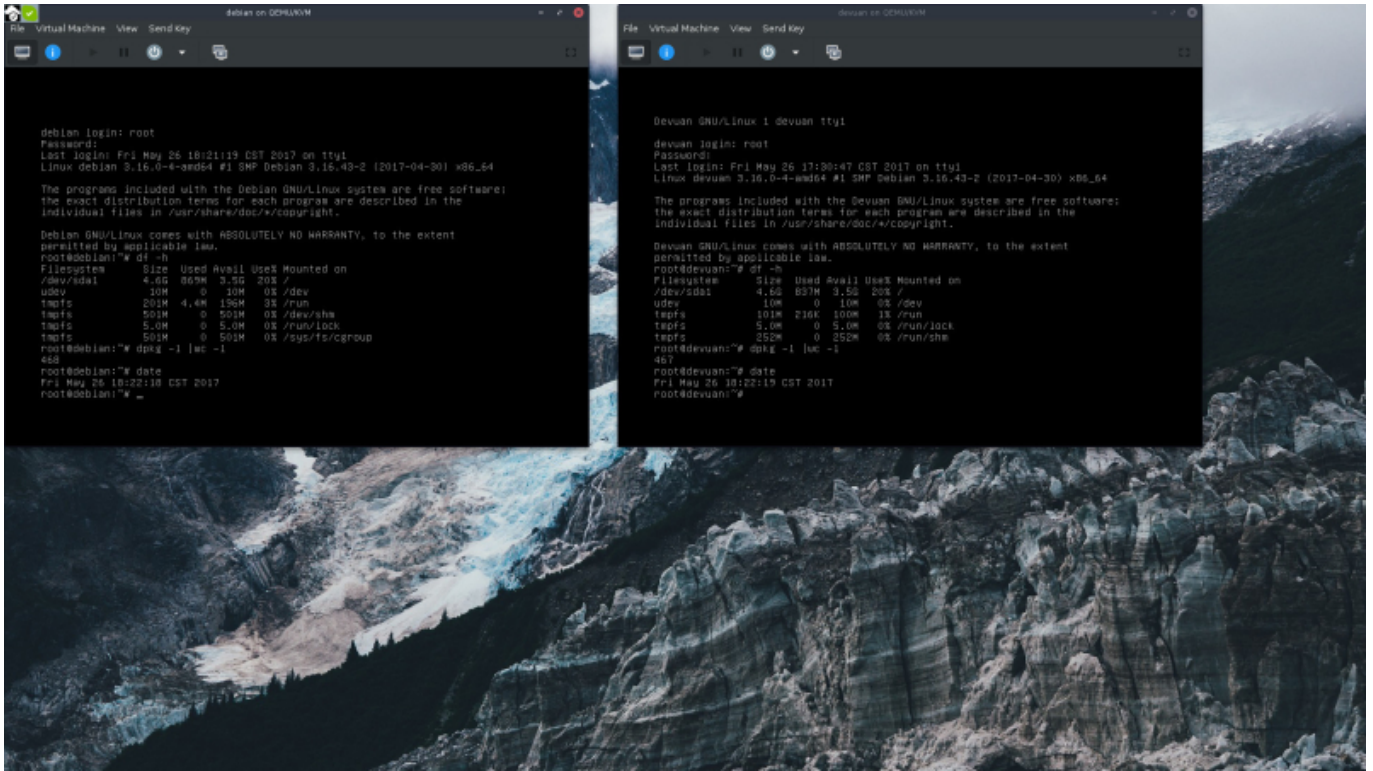 debian on QEMU/KVM
File Virtual Machine View Send Key
debian login: root
Password:
Last login: Fri May 26 18:21:19 CST 2017 on tty1
Linux debian 3.16.0-4-amd64 #1 SMP Debian 3.16.43-2 (2017-04-30) x86_64
The programs included with the Debian GNU/Linux system are free software;
the exact distribution terms for each program are described in the
individual files in /usr/share/doc/*/copyright.
Debian GNU/Linux comes with ABSOLUTELY NO WARRANTY, to the extent
permitted by applicable law.
root@debian:~# df -h
Filesystem Size Used Avail Use% Mounted on
/dev/sda1 4.6G 869M 3.5G 20% /
udev 10M 0 10M 0% /dev
tmpfs 201M 4.4M 196M 3% /run
tmpfs 501M 0 501M 0% /dev/shm
tmpfs 5.0M 0 5.0M 0% /run/lock
tmpfs 501M 0 501M 0% /sys/fs/cgroup
root@debian:~# dpkg -l |wc -l
468
root@debian:~# date
Fri May 26 18:22:18 CST 2017
root@debian:~# _
devuan on QEMU/KVM
File Virtual Machine View Send Key
Devuan GNU/Linux 1 devuan tty1
devuan login: root
Password:
Last login: Fri May 26 17:30:47 CST 2017 on tty1
Linux devuan 3.16.0-4-amd64 #1 SMP Debian 3.16.43-2 (2017-04-30) x86_64
The programs included with the Devuan GNU/Linux system are free software;
the exact distribution terms for each program are described in the
individual files in /usr/share/doc/*/copyright.
Devuan GNU/Linux comes with ABSOLUTELY NO WARRANTY, to the extent
permitted by applicable law.
root@devuan:~# df -h
Filesystem Size Used Avail Use% Mounted on
/dev/sda1 4.6G 837M 3.5G 20% /
udev 10M 0 10M 0% /dev
tmpfs 101M 216K 100M 1% /run
tmpfs 5.0M 0 5.0M 0% /run/lock
tmpfs 252M 0 252M 0% /run/shm
root@devuan:~# dpkg -l |wc -l
467
root@devuan:~# date
Fri May 26 18:22:19 CST 2017
root@devuan:~#